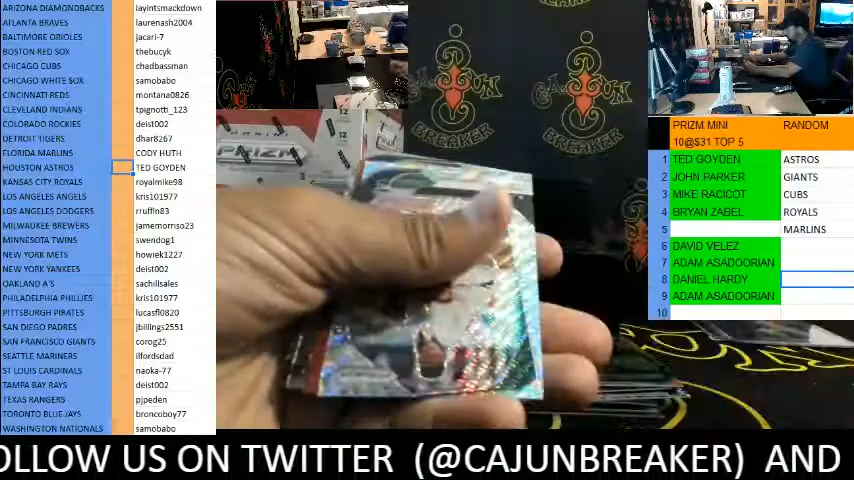 ARIZONA DIAMONDBACKS layintsmackdown
ATLANTA BRAVES laurenash2004
BALTIMORE ORIOLES jacari-7
BOSTON RED SOX thebucyk
CHICAGO CUBS chadbassman
CHICAGO WHITE SOX samobabo
CINCINNATI REDS montana0826
CLEVELAND INDIANS tpignotti_123
COLORADO ROCKIES deist002
DETROIT TIGERS dhar8267
FLORIDA MARLINS CODY HUTH
HOUSTON ASTROS TED GOYDEN
KANSAS CITY ROYALS royalmike98
LOS ANGELES ANGELS kris101977
LOS ANGELES DODGERS rruffin83
MILWAUKEE BREWERS jamemorriso23
MINNESOTA TWINS swendog1
NEW YORK METS howiek1227
NEW YORK YANKEES deist002
OAKLAND A'S sachillsales
PHILADELPHIA PHILLIES kris101977
PITTSBURGH PIRATES lucasfl0820
SAN DIEGO PADRES jbillings2551
SAN FRANCISCO GIANTS corog25
SEATTLE MARINERS ilfordsdad
ST LOUIS CARDINALS naoka-77
TAMPA BAY RAYS deist002
TEXAS RANGERS pjpeden
TORONTO BLUE JAYS broncoboy77
WASHINGTON NATIONALS samobabo
CAJUN
BREAKER
CAJUN
BREAKER
PRIZM
12
12
PRIZM MINI RANDOM
10@$31 TOP 5
1 TED GOYDEN ASTROS
2 JOHN PARKER GIANTS
3 MIKE RACICOT CUBS
4 BRYAN ZABEL ROYALS
5 MARLINS
6 DAVID VELEZ
7 ADAM ASADOORIAN
8 DANIEL HARDY
9 ADAM ASADOORIAN
10
OLLOW US ON TWITTER (@CAJUNBREAKER) AND